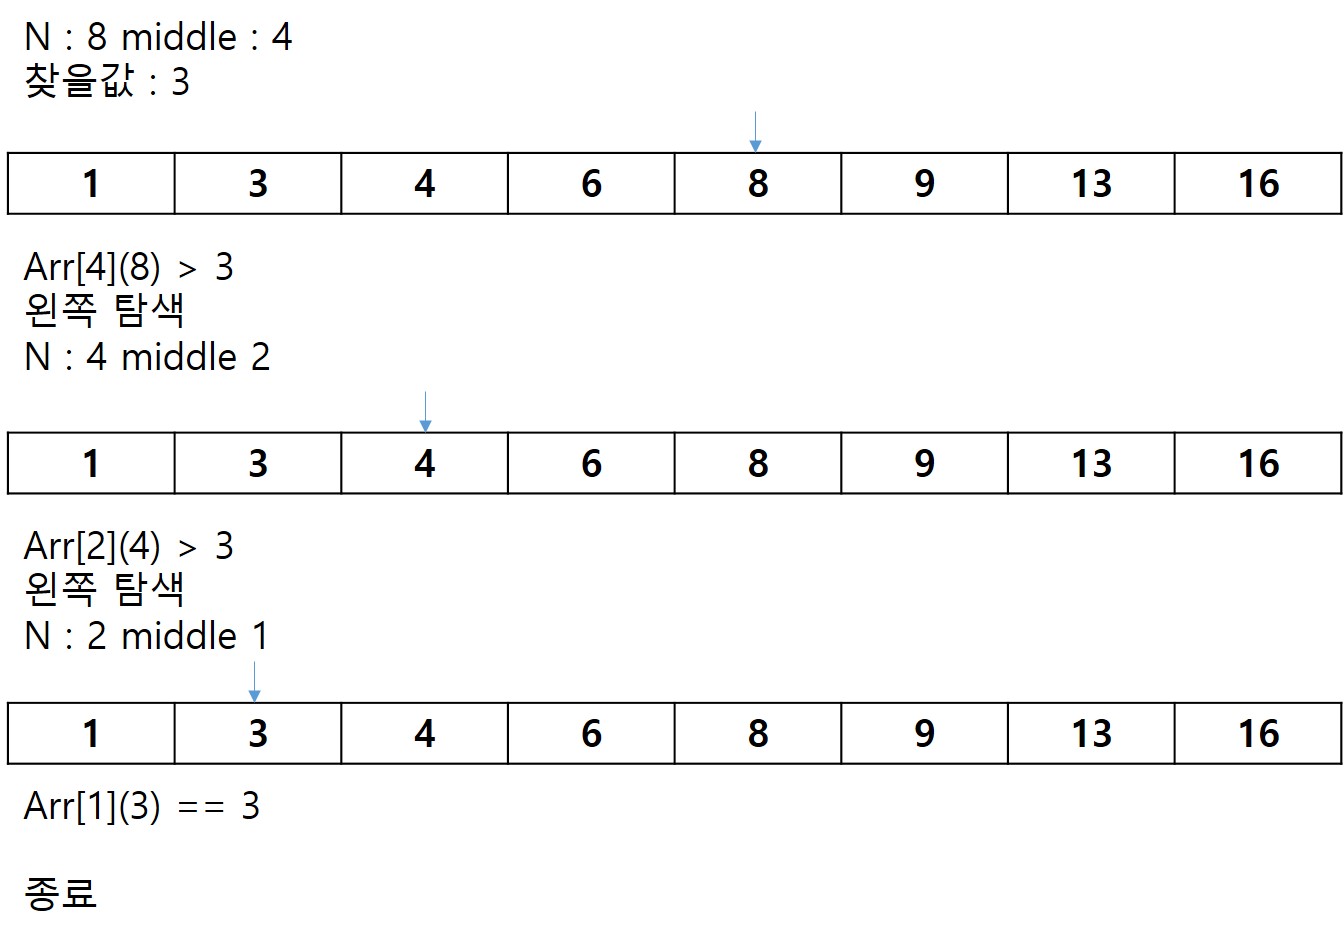 N : 8 middle : 4
찾을값 : 3
1 3 4 6 8 9 13 16
Arr[4](8) > 3
왼쪽 탐색
N : 4 middle 2
1 3 4 6 8 9 13 16
Arr[2](4) > 3
왼쪽 탐색
N : 2 middle 1
1 3 4 6 8 9 13 16
Arr[1](3) == 3
종료